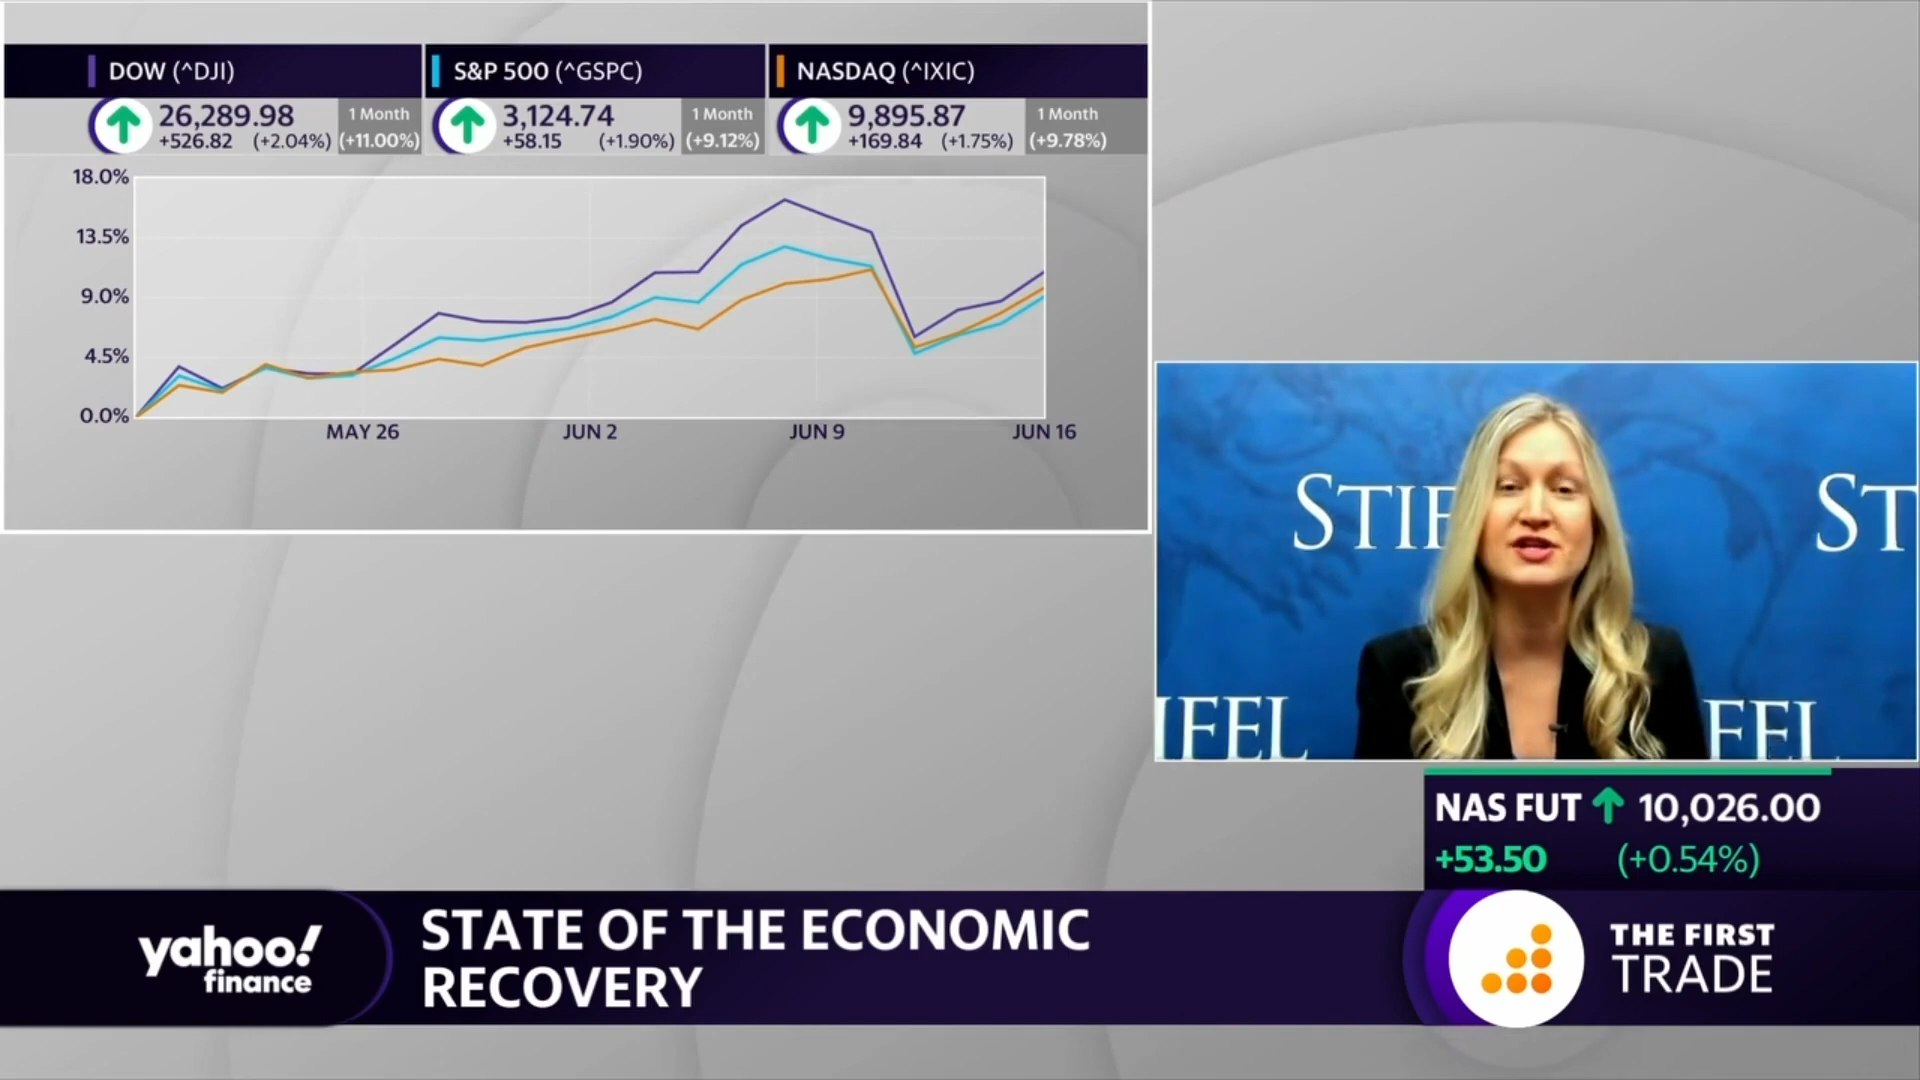 DOW (^DJI)
26,289.98
+526.82 (+2.04%)
1 Month
(+11.00%)
S&P 500 (^GSPC)
3,124.74
+58.15 (+1.90%)
1 Month
(+9.12%)
NASDAQ (^IXIC)
9,895.87
+169.84 (+1.75%)
1 Month
(+9.78%)
18.0%
13.5%
9.0%
4.5%
0.0%
MAY 26 JUN 2 JUN 9 JUN 16
STIF ST
IFEL FEL
NAS FUT 10,026.00
+53.50 (+0.54%)
yahoo!
finance
STATE OF THE ECONOMIC
RECOVERY
THE FIRST
TRADE